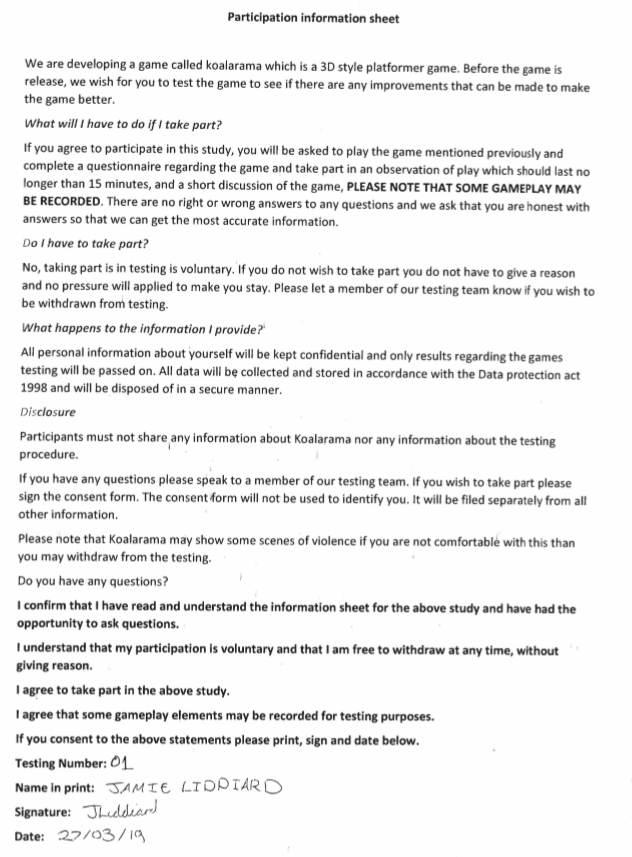 Participation information sheet
We are developing a game called koalarama which is a 3D style platformer game. Before the game is
release, we wish for you to test the game to see if there are any improvements that can be made to make
the game better.
What will I have to do if I take part?
If you agree to participate in this study, you will be asked to play the game mentioned previously and
complete a questionnaire regarding the game and take part in an observation of play which should last no
longer than 15 minutes, and a short discussion of the game, PLEASE NOTE THAT SOME GAMEPLAY MAY
BE RECORDED. There are no right or wrong answers to any questions and we ask that you are honest with
answers so that we can get the most accurate information.
Do I have to take part?
No, taking part is in testing is voluntary. If you do not wish to take part you do not have to give a reason
and no pressure will applied to make you stay. Please let a member of our testing team know if you wish to
be withdrawn from testing.
What happens to the information I provide?
All personal information about yourself will be kept confidential and only results regarding the games
testing will be passed on. All data will be collected and stored in accordance with the Data protection act
1998 and will be disposed of in a secure manner.
Disclosure
Participants must not share any information about Koalarama nor any information about the testing
procedure.
If you have any questions please speak to a member of our testing team. If you wish to take part please
sign the consent form. The consent form will not be used to identify you. It will be filed separately from all
other information.
Please note that Koalarama may show some scenes of violence if you are not comfortable with this than
you may withdraw from the testing.
Do you have any questions?
I confirm that I have read and understand the information sheet for the above study and have had the
opportunity to ask questions.
I understand that my participation is voluntary and that I am free to withdraw at any time, without
giving reason.
I agree to take part in the above study.
I agree that some gameplay elements may be recorded for testing purposes.
If you consent to the above statements please print, sign and date below.
Testing Number: 01
Name in print: JAMIE LIDDIARD
Signature: JLiddiard
Date: 27/03/19